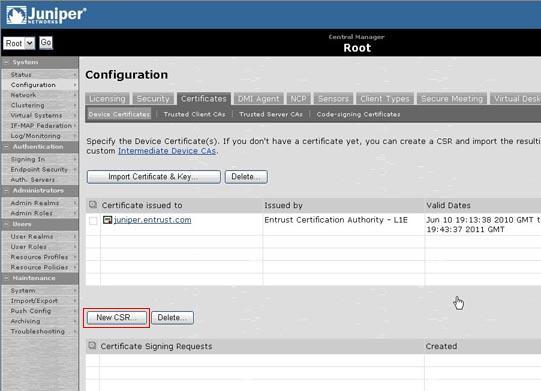 Juniper®
NETWORKS
Central Manager
Root
Root Go
System
Status
Configuration
Network
Clustering
Virtual Systems
IF-MAP Federation
Log/Monitoring
Authentication
Signing In
Endpoint Security
Auth. Servers
Administrators
Admin Realms
Admin Roles
Users
User Realms
User Roles
Resource Profiles
Resource Policies
Maintenance
System
Import/Export
Push Config
Archiving
Troubleshooting
Configuration
Licensing Security Certificates DMI Agent NCP Sensors Client Types Secure Meeting Virtual Desk
Device Certificates | Trusted Client CAs | Trusted Server CAs | Code-signing Certificates
Specify the Device Certificate(s). If you don't have a certificate yet, you can create a CSR and import the resulti
custom Intermediate Device CAs.
Import Certificate & Key... Delete...
Certificate issued to Issued by Valid Dates
juniper.entrust.com Entrust Certification Authority - L1E Jun 10 19:13:38 2010 GMT t
19:43:37 2011 GMT
New CSR... Delete...
Certificate Signing Requests Created